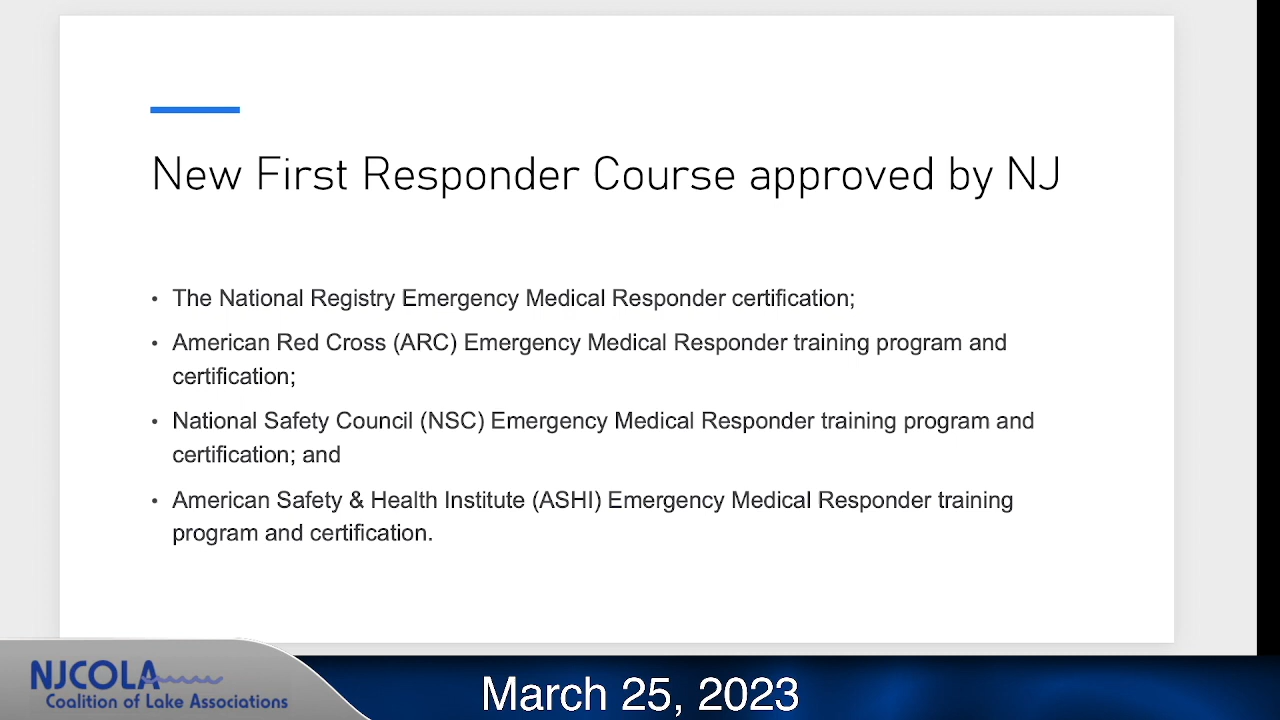 New First Responder Course approved by NJ
• The National Registry Emergency Medical Responder certification;
• American Red Cross (ARC) Emergency Medical Responder training program and
certification;
• National Safety Council (NSC) Emergency Medical Responder training program and
certification; and
• American Safety & Health Institute (ASHI) Emergency Medical Responder training
program and certification.
NJCOLA
Coalition of Lake Associations
March 25, 2023